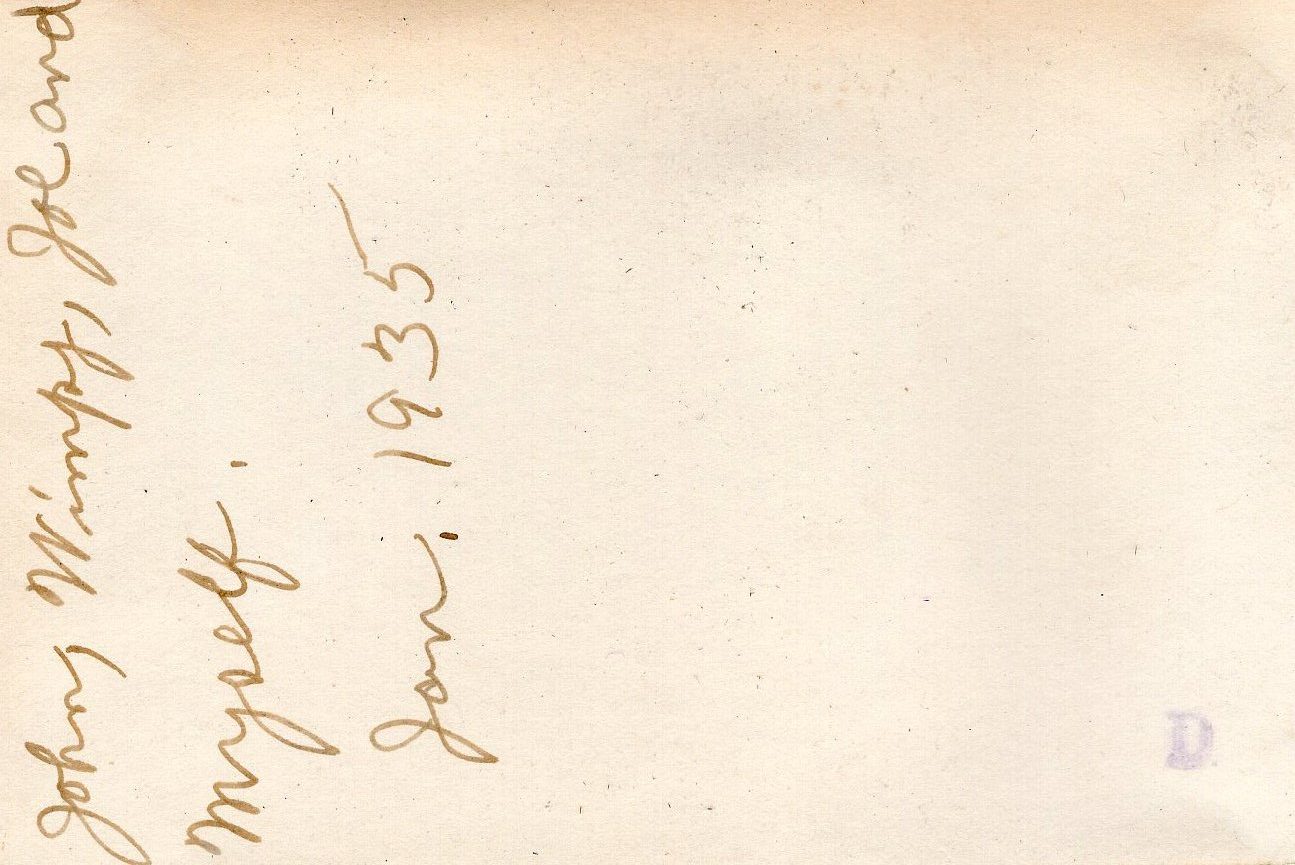 John, Wimpy, Joe and
Myself.
Jan. 1935
D